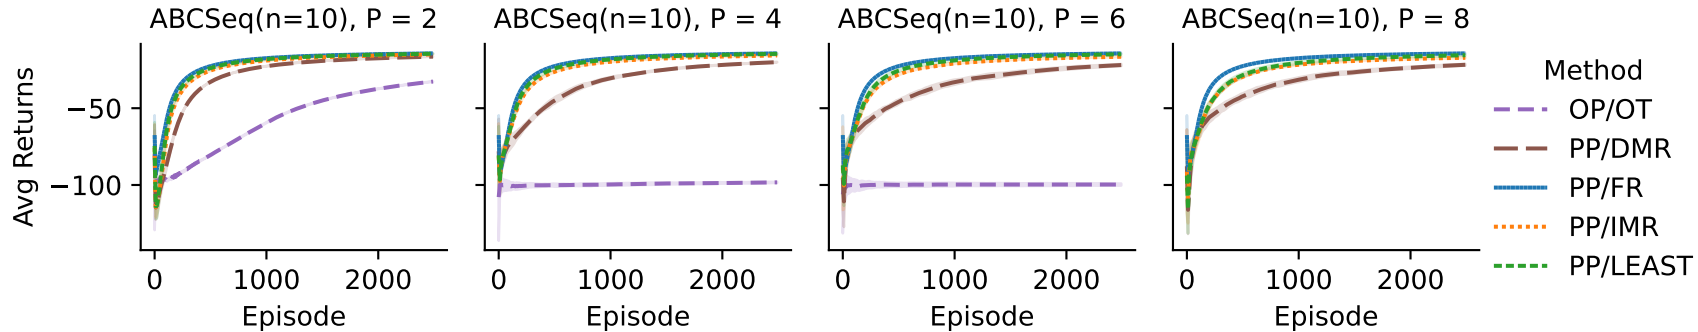 ABCSeq(n=10), P = 2
ABCSeq(n=10), P = 4
ABCSeq(n=10), P = 6
ABCSeq(n=10), P = 8
Avg Returns
−50
−100
0 1000 2000
0 1000 2000
0 1000 2000
0 1000 2000
Episode
Episode
Episode
Episode
Method
OP/OT
PP/DMR
PP/FR
PP/IMR
PP/LEAST